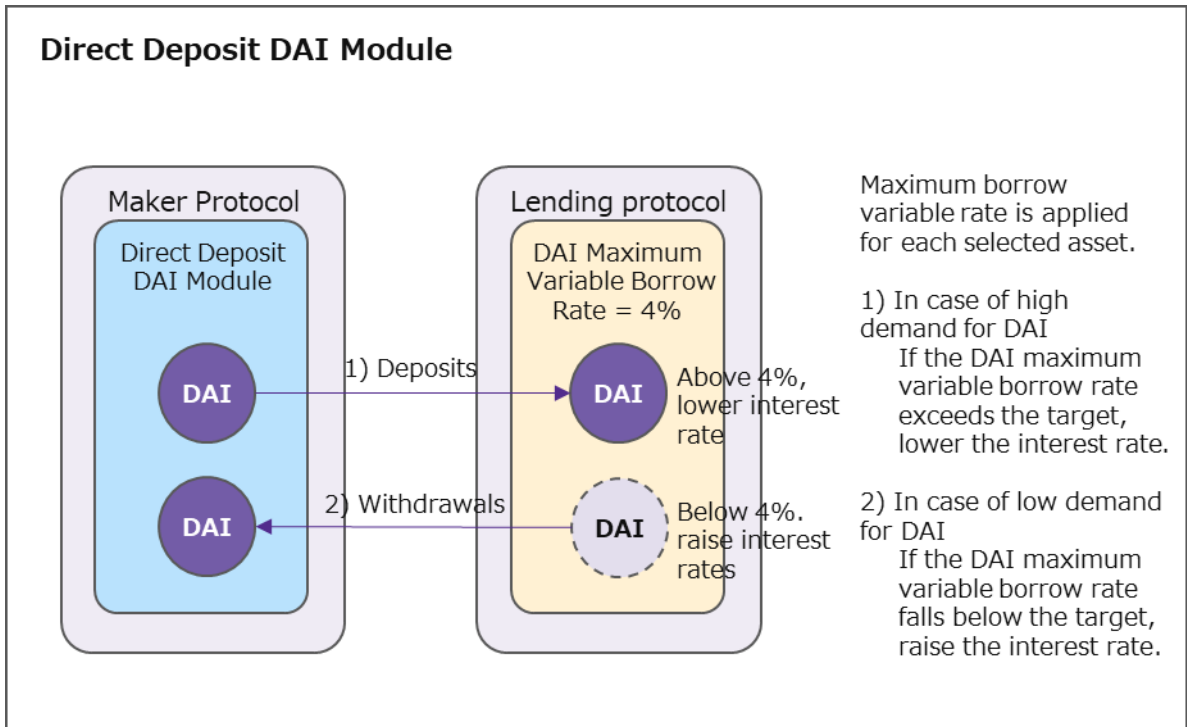 Direct Deposit DAI Module
Maker Protocol
Direct Deposit
DAI Module
DAI
DAI
1) Deposits
2) Withdrawals
Lending protocol
DAI Maximum
Variable Borrow
Rate = 4%
DAI
Above 4%,
lower interest
rate
DAI
Below 4%.
raise interest
rates
Maximum borrow
variable rate is applied
for each selected asset.
1) In case of high
demand for DAI
If the DAI maximum
variable borrow rate
exceeds the target,
lower the interest rate.
2) In case of low demand
for DAI
If the DAI maximum
variable borrow rate
falls below the target,
raise the interest rate.